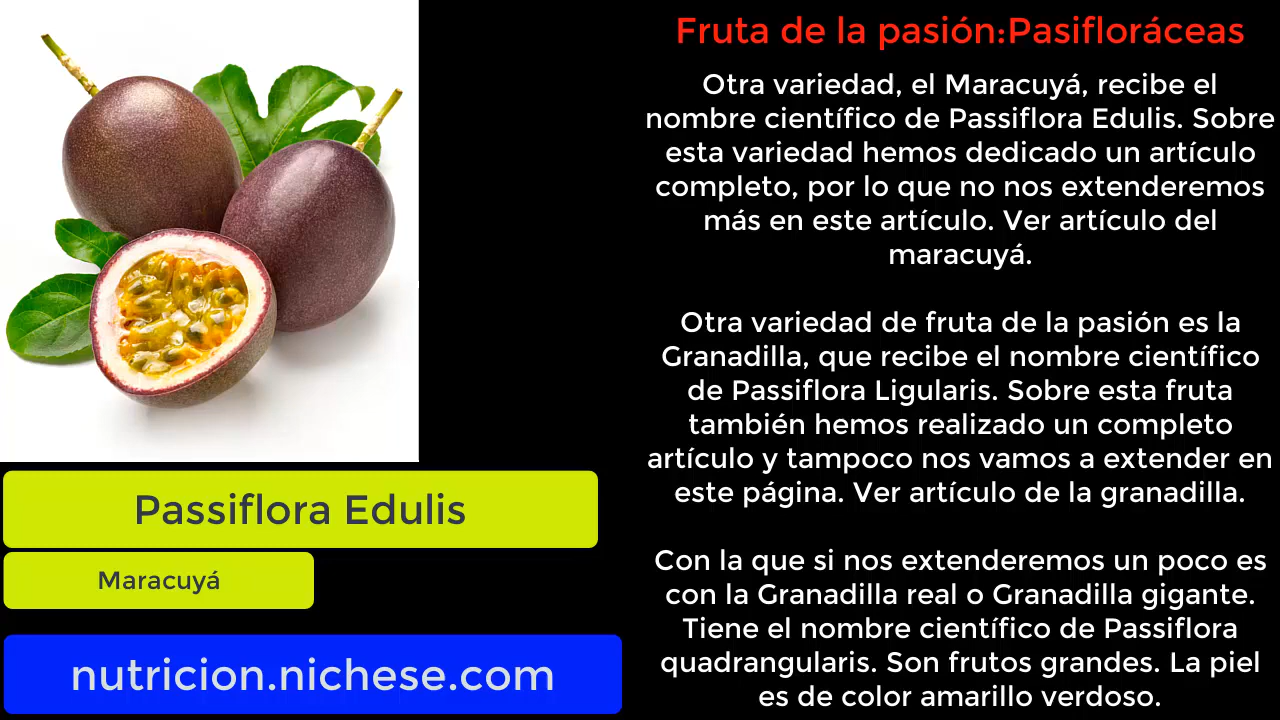 Fruta de la pasión:Pasifloráceas
Otra variedad, el Maracuyá, recibe el
nombre científico de Passiflora Edulis. Sobre
esta variedad hemos dedicado un artículo
completo, por lo que no nos extenderemos
más en este artículo. Ver artículo del
maracuyá.
Otra variedad de fruta de la pasión es la
Granadilla, que recibe el nombre científico
de Passiflora Ligularis. Sobre esta fruta
también hemos realizado un completo
artículo y tampoco nos vamos a extender en
este página. Ver artículo de la granadilla.
Con la que si nos extenderemos un poco es
con la Granadilla real o Granadilla gigante.
Tiene el nombre científico de Passiflora
quadrangularis. Son frutos grandes. La piel
es de color amarillo verdoso.
Passiflora Edulis
Maracuyá
nutricion.nichese.com